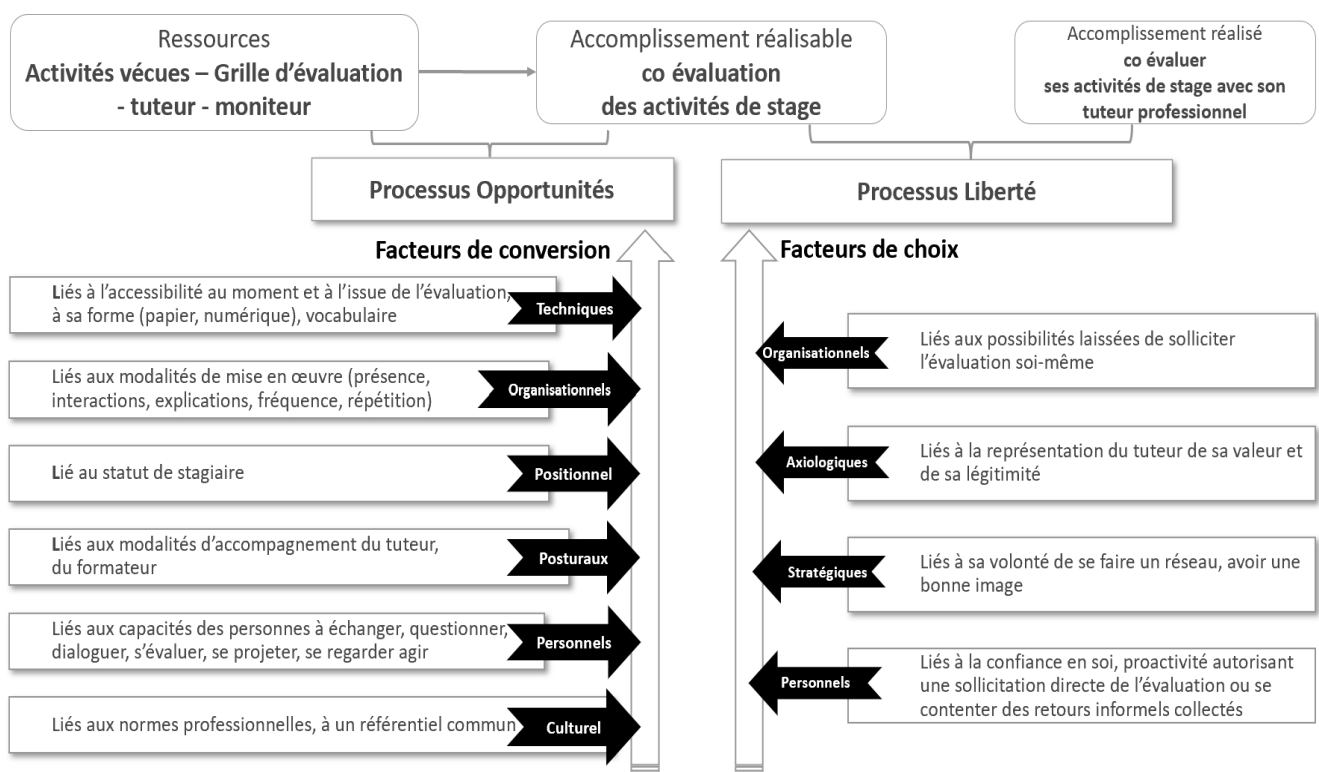 Ressources
Activités vécues – Grille d’évaluation
- tuteur - moniteur
Accomplissement réalisable
co évaluation
des activités de stage
Accomplissement réalisé
co évaluer
ses activités de stage avec son
tuteur professionnel
Processus Opportunités
Processus Liberté
Facteurs de conversion
Facteurs de choix
Liés à l’accessibilité au moment et à l’issue de l’évaluation,
à sa forme (papier, numérique), vocabulaire
Techniques
Liés aux modalités de mise en œuvre (présence,
interactions, explications, fréquence, répétition)
Organisationnels
Lié au statut de stagiaire
Positionnel
Liés aux modalités d’accompagnement du tuteur,
du formateur
Posturaux
Liés aux capacités des personnes à échanger, questionner,
dialoguer, s’évaluer, se projeter, se regarder agir
Personnels
Liés aux normes professionnelles, à un référentiel commun
Culturel
Organisationnels
Liés aux possibilités laissées de solliciter
l’évaluation soi-même
Axiologiques
Liés à la représentation du tuteur de sa valeur et
de sa légitimité
Stratégiques
Liés à sa volonté de se faire un réseau, avoir une
bonne image
Personnels
Liés à la confiance en soi, proactivité autorisant
une sollicitation directe de l’évaluation ou se
contenter des retours informels collectés